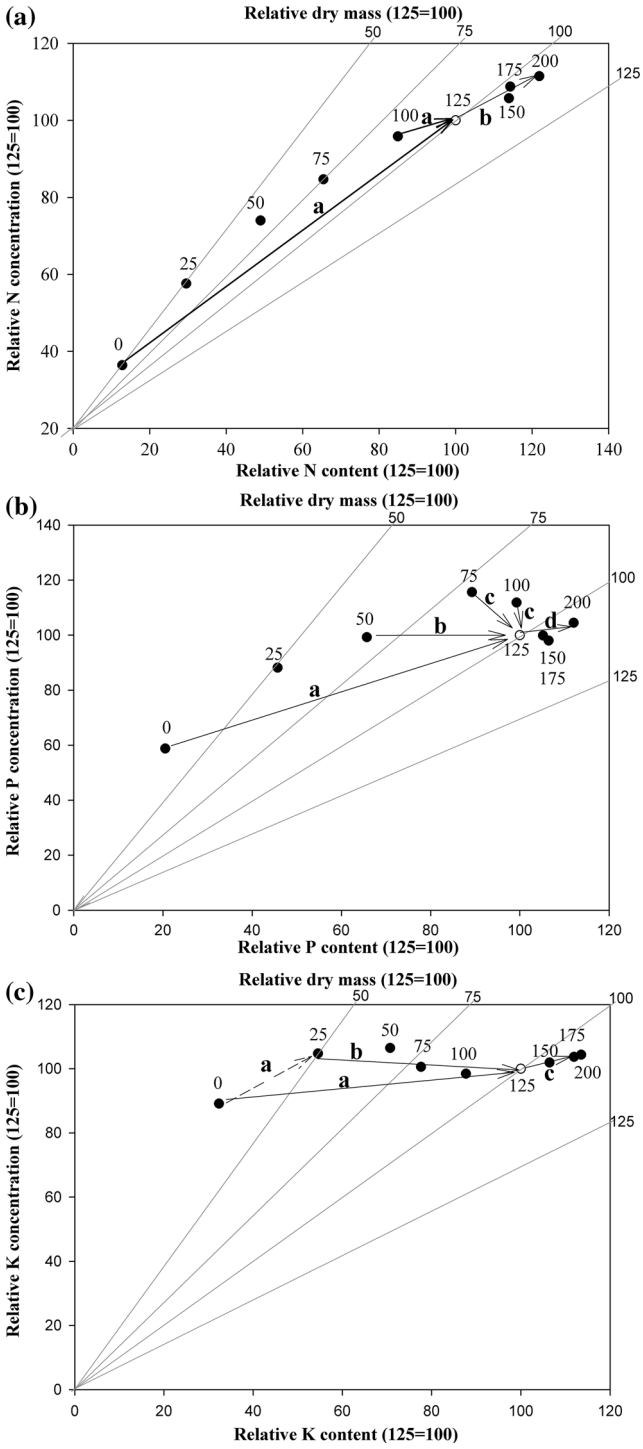 (a)
Relative dry mass (125=100)
50 75 100
125
120
100
80
60
40
20
Relative N concentration (125=100)
0
25
50
75
100
125
150
175 200
a
a
b
0 20 40 60 80 100 120 140
Relative N content (125=100)
(b)
Relative dry mass (125=100)
50 75
100
125
140
120
100
80
60
40
20
0
Relative P concentration (125=100)
0
25
50
75 100
200
125 150
175
a
b
c
c
d
0 20 40 60 80 100 120
Relative P content (125=100)
(c)
Relative dry mass (125=100)
50 75 100
125
120
100
80
60
40
20
0
Relative K concentration (125=100)
0
25
50
75
100
125
150
175
200
a
b
a
c
0 20 40 60 80 100 120
Relative K content (125=100)